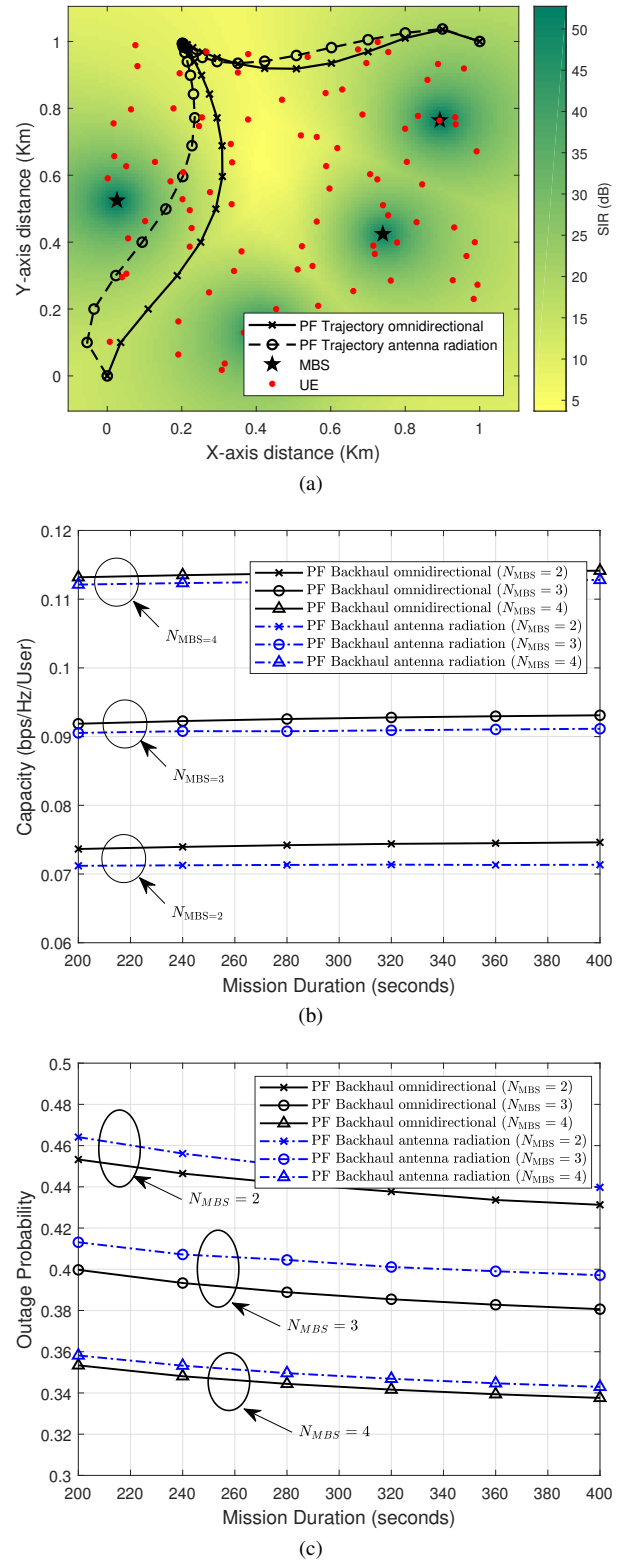 1
0.8
0.6
0.4
0.2
0
Y-axis distance (Km)
0 0.2 0.4 0.6 0.8 1
X-axis distance (Km)
PF Trajectory omnidirectional
PF Trajectory antenna radiation
MBS
UE
50
45
40
35
30
25
20
15
10
5
SIR (dB)
(a)
0.12
0.11
0.1
0.09
0.08
0.07
0.06
Capacity (bps/Hz/User)
PF Backhaul omnidirectional (N_MBS = 2)
PF Backhaul omnidirectional (N_MBS = 3)
PF Backhaul omnidirectional (N_MBS = 4)
PF Backhaul antenna radiation (N_MBS = 2)
PF Backhaul antenna radiation (N_MBS = 3)
PF Backhaul antenna radiation (N_MBS = 4)
N_MBS=4
N_MBS=3
N_MBS=2
200 220 240 260 280 300 320 340 360 380 400
Mission Duration (seconds)
(b)
0.5
0.48
0.46
0.44
0.42
0.4
0.38
0.36
0.34
0.32
0.3
Outage Probability
PF Backhaul omnidirectional (N_MBS = 2)
PF Backhaul omnidirectional (N_MBS = 3)
PF Backhaul omnidirectional (N_MBS = 4)
PF Backhaul antenna radiation (N_MBS = 2)
PF Backhaul antenna radiation (N_MBS = 3)
PF Backhaul antenna radiation (N_MBS = 4)
N_MBS = 2
N_MBS = 3
N_MBS = 4
200 220 240 260 280 300 320 340 360 380 400
Mission Duration (seconds)
(c)